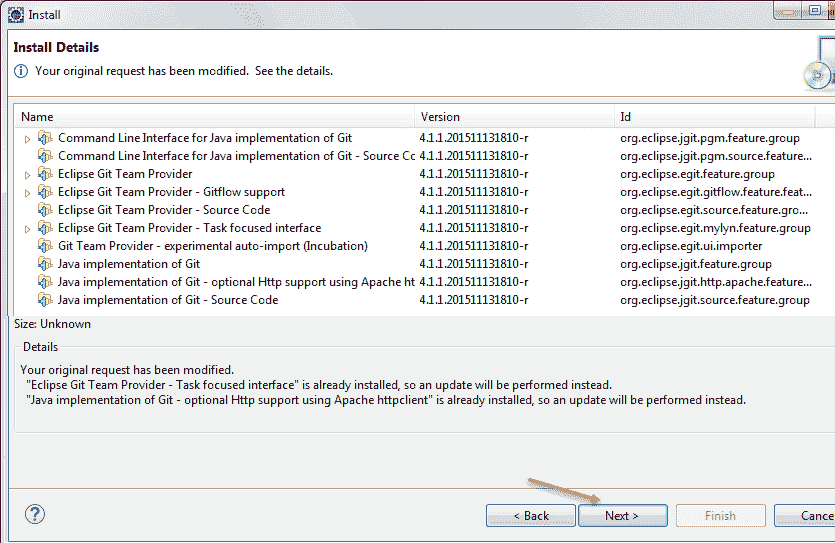 Install
Install Details
Your original request has been modified. See the details.
Name Version Id
Command Line Interface for Java implementation of Git 4.1.1.201511131810-r org.eclipse.jgit.pgm.feature.group
Command Line Interface for Java implementation of Git - Source Cc 4.1.1.201511131810-r org.eclipse.jgit.pgm.source.feature...
Eclipse Git Team Provider 4.1.1.201511131810-r org.eclipse.egit.feature.group
Eclipse Git Team Provider - Gitflow support 4.1.1.201511131810-r org.eclipse.egit.gitflow.feature.feat...
Eclipse Git Team Provider - Source Code 4.1.1.201511131810-r org.eclipse.egit.source.feature.gro...
Eclipse Git Team Provider - Task focused interface 4.1.1.201511131810-r org.eclipse.egit.mylyn.feature.group
Git Team Provider - experimental auto-import (Incubation) 4.1.1.201511131810-r org.eclipse.egit.ui.importer
Java implementation of Git 4.1.1.201511131810-r org.eclipse.jgit.feature.group
Java implementation of Git - optional Http support using Apache ht 4.1.1.201511131810-r org.eclipse.jgit.http.apache.feature...
Java implementation of Git - Source Code 4.1.1.201511131810-r org.eclipse.jgit.source.feature.group
Size: Unknown
Details
Your original request has been modified.
"Eclipse Git Team Provider - Task focused interface" is already installed, so an update will be performed instead.
"Java implementation of Git - optional Http support using Apache httpclient" is already installed, so an update will be performed instead.
? < Back Next > Finish Cance